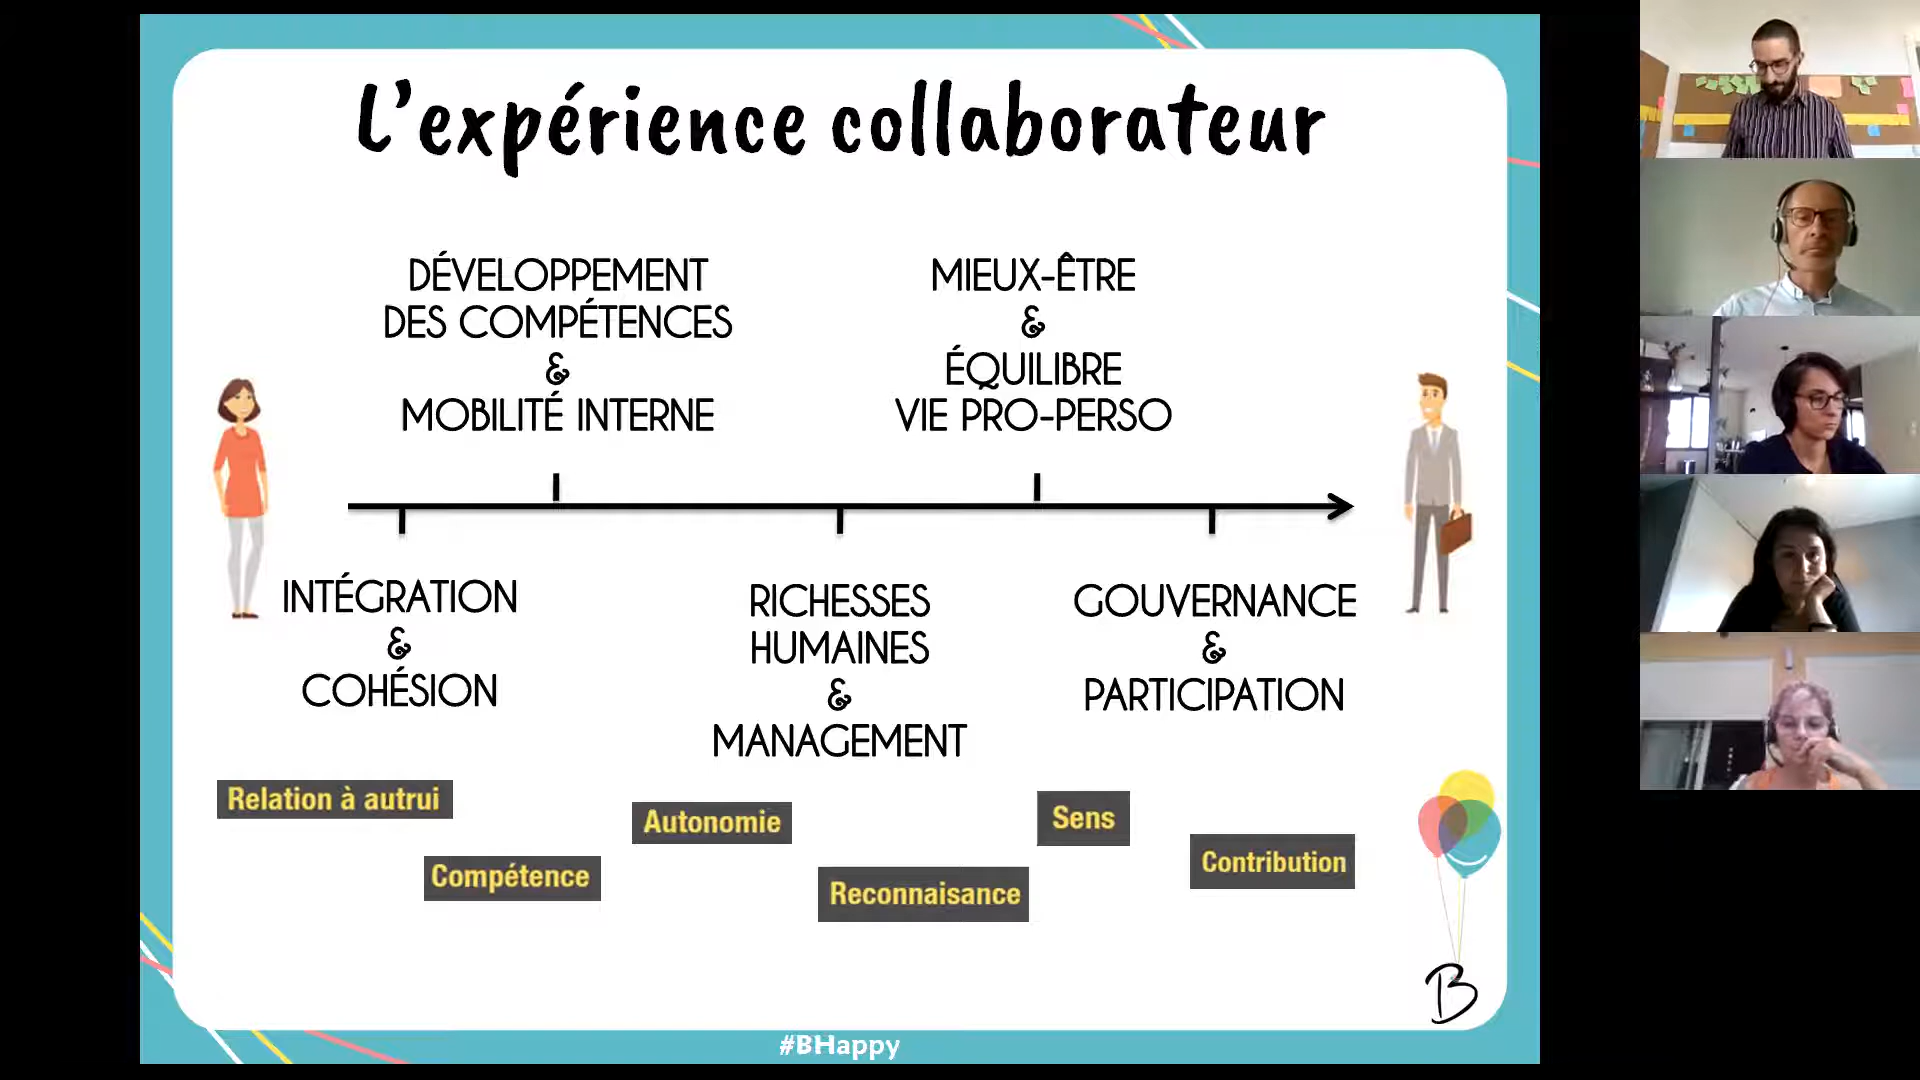 L'expérience collaborateur
DÉVELOPPEMENT
DES COMPÉTENCES
&
MOBILITÉ INTERNE
MIEUX-ÊTRE
&
ÉQUILIBRE
VIE PRO-PERSO
INTÉGRATION
&
COHÉSION
RICHESSES
HUMAINES
&
MANAGEMENT
GOUVERNANCE
&
PARTICIPATION
Relation à autrui
Compétence
Autonomie
Reconnaisance
Sens
Contribution
B
#BHappy